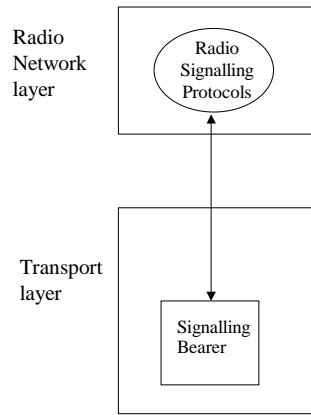 Radio
Network
layer
Radio
Signalling
Protocols
Transport
layer
Signalling
Bearer